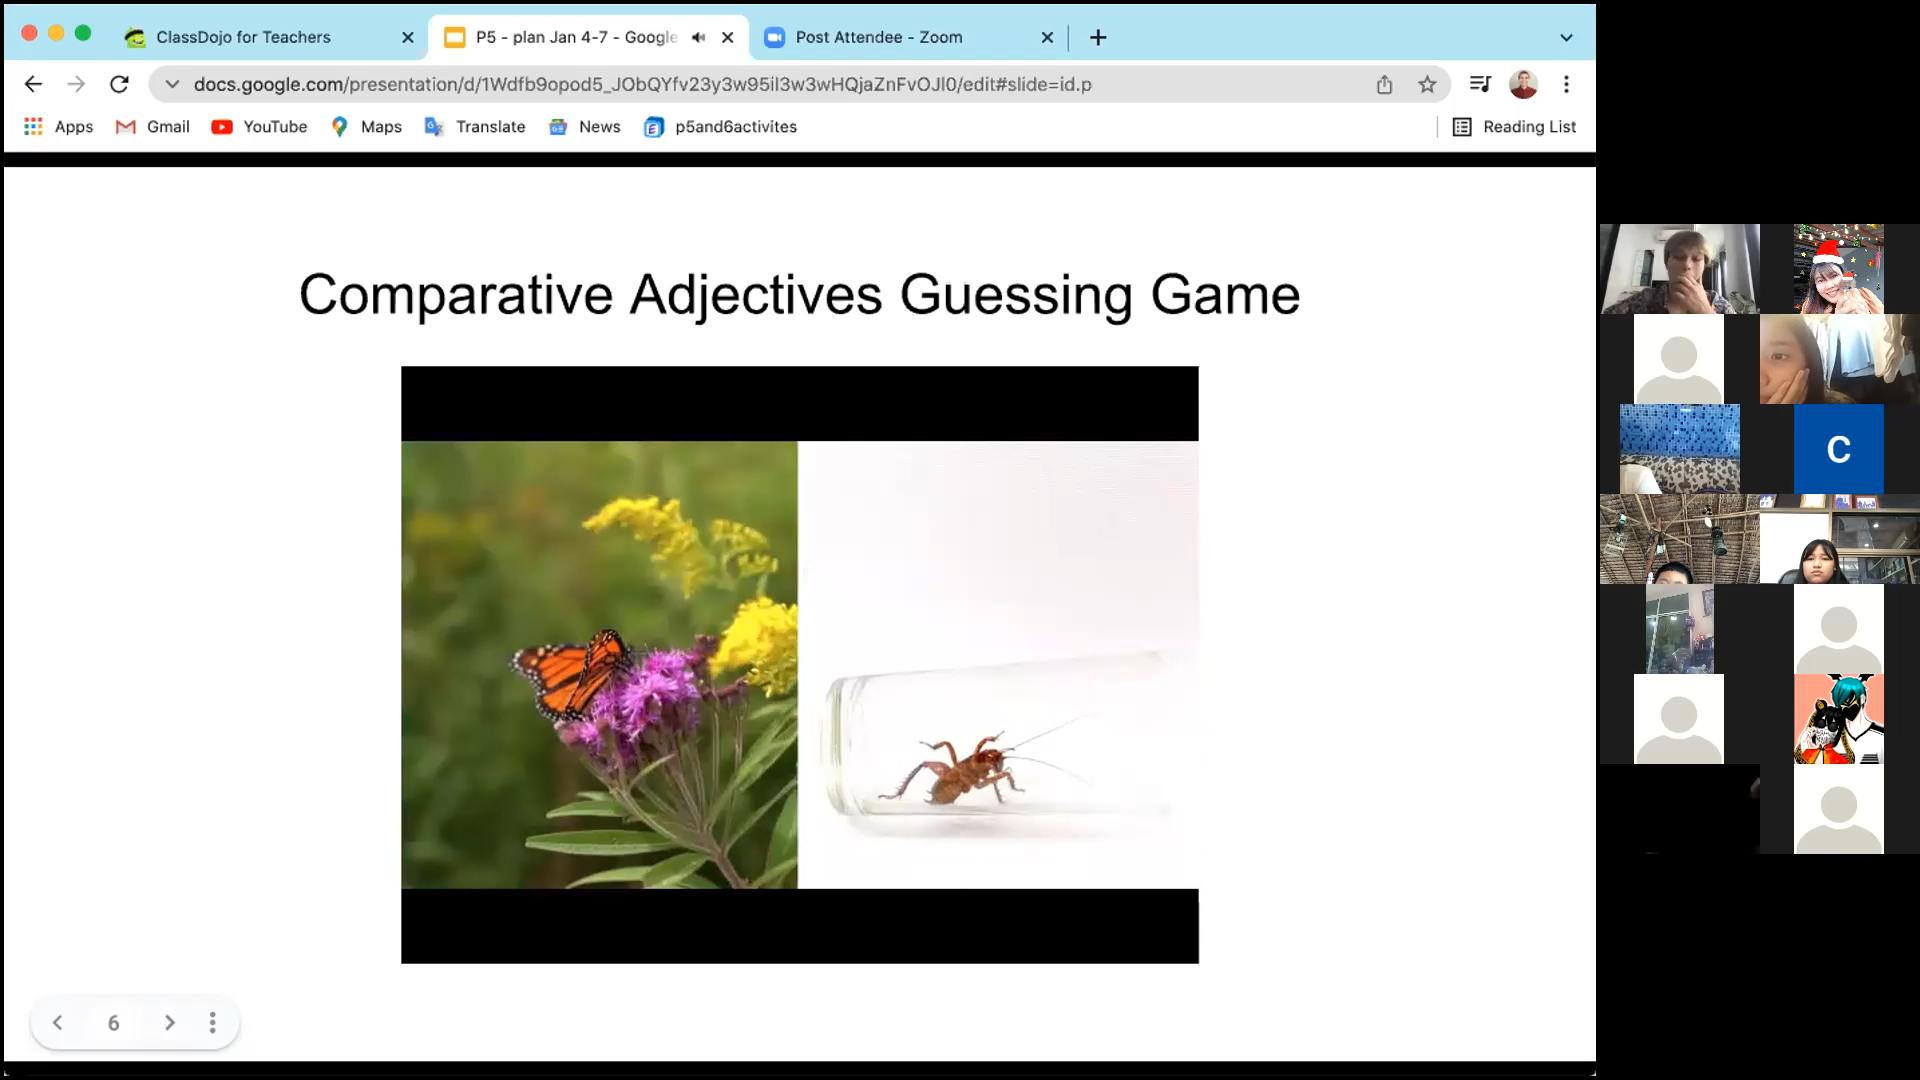 ClassDojo for Teachers
P5 - plan Jan 4-7 - Google
Post Attendee - Zoom
docs.google.com/presentation/d/1Wdfb9opod5_JObQYfv23y3w95il3w3wHQjaZnFvOJl0/edit#slide=id.p
Apps
Gmail
YouTube
Maps
Translate
News
p5and6activites
Reading List
Comparative Adjectives Guessing Game
C
6